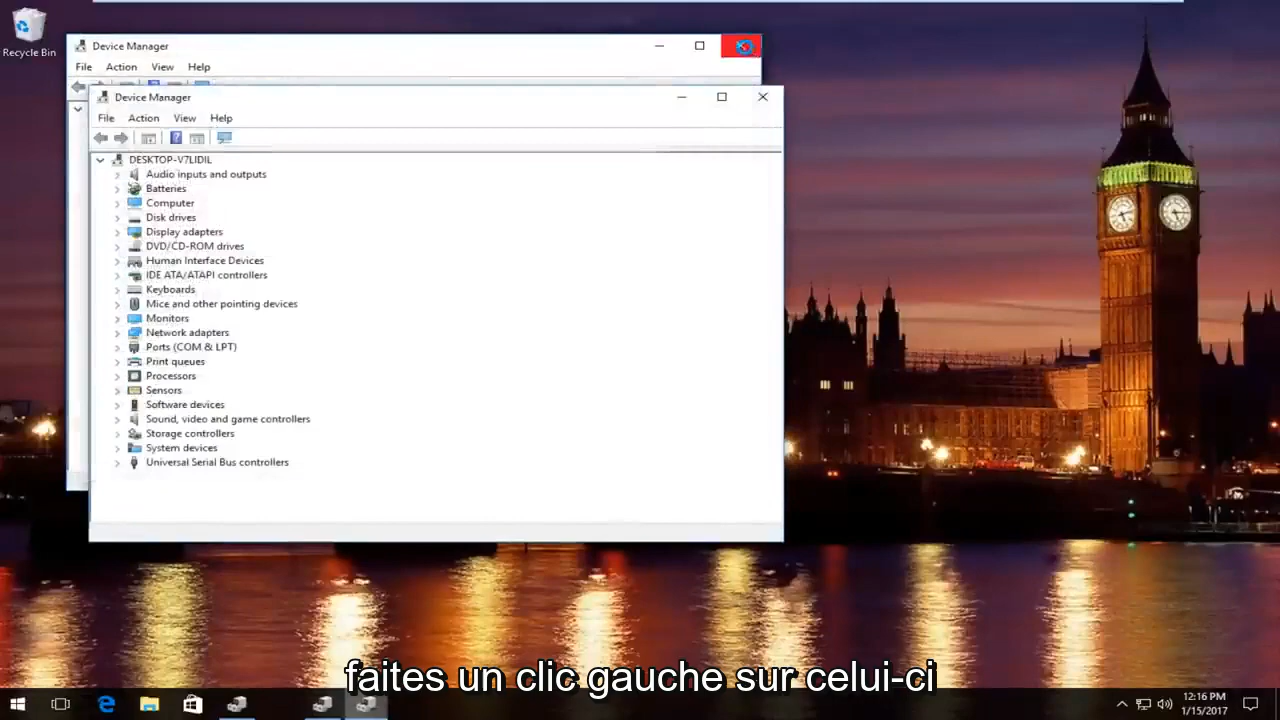 Recycle Bin
Device Manager
File Action View Help
Device Manager
File Action View Help
DESKTOP-V7LIDIL
Audio inputs and outputs
Batteries
Computer
Disk drives
Display adapters
DVD/CD-ROM drives
Human Interface Devices
IDE ATA/ATAPI controllers
Keyboards
Mice and other pointing devices
Monitors
Network adapters
Ports (COM & LPT)
Print queues
Processors
Sensors
Software devices
Sound, video and game controllers
Storage controllers
System devices
Universal Serial Bus controllers
faites un clic gauche sur celui-ci
12:16 PM
1/15/2017